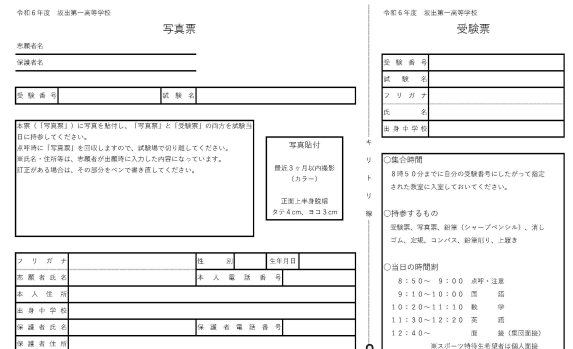 令和６年度 坂出第一高等学校
写真票
志願者名
保護者名
受験番号
試験名
本票（「写真票」）に写真を貼付し、「写真票」と「受験票」の両方を試験当
日に持参してください。
点呼時に「写真票」を回収しますので、試験場で切り離してください。
※氏名・住所等は、志願者が出願時に入力した内容になっています。
訂正がある場合は、その部分をペンで書き直してください。
写真貼付
最近３ヶ月以内撮影
（カラー）
正面上半身脱帽
タテ４cm、ヨコ３cm
フリガナ
性別
生年月日
志願者氏名
本人電話番号
本人住所
出身中学校
保護者氏名
保護者電話番号
保護者住所
キリトリ線
令和６年度 坂出第一高等学校
受験票
受験番号
試験名
フリガナ
氏名
出身中学校
○集合時間
８時５０分までに自分の受験番号にしたがって指定
された教室に入室しておいてください。
○持参するもの
受験票、写真票、鉛筆（シャープペンシル）、消し
ゴム、定規、コンパス、鉛筆削り、上履き
○当日の時間割
８：５０～ ９：００ 点呼・注意
９：１０～１０：００ 国語
１０：２０～１１：１０ 数学
１１：３０～１２：２０ 英語
１２：４０～ 面接（集団面接）
※スポーツ特待生希望者は個人面接